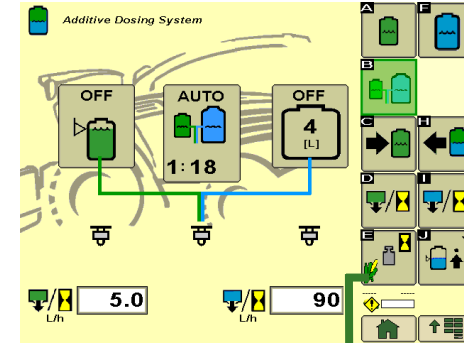 Additive Dosing System
A
F
OFF
AUTO
OFF
B
4
[L]
1:18
C
H
D
I
E
J
5.0
90
L/h
L/h